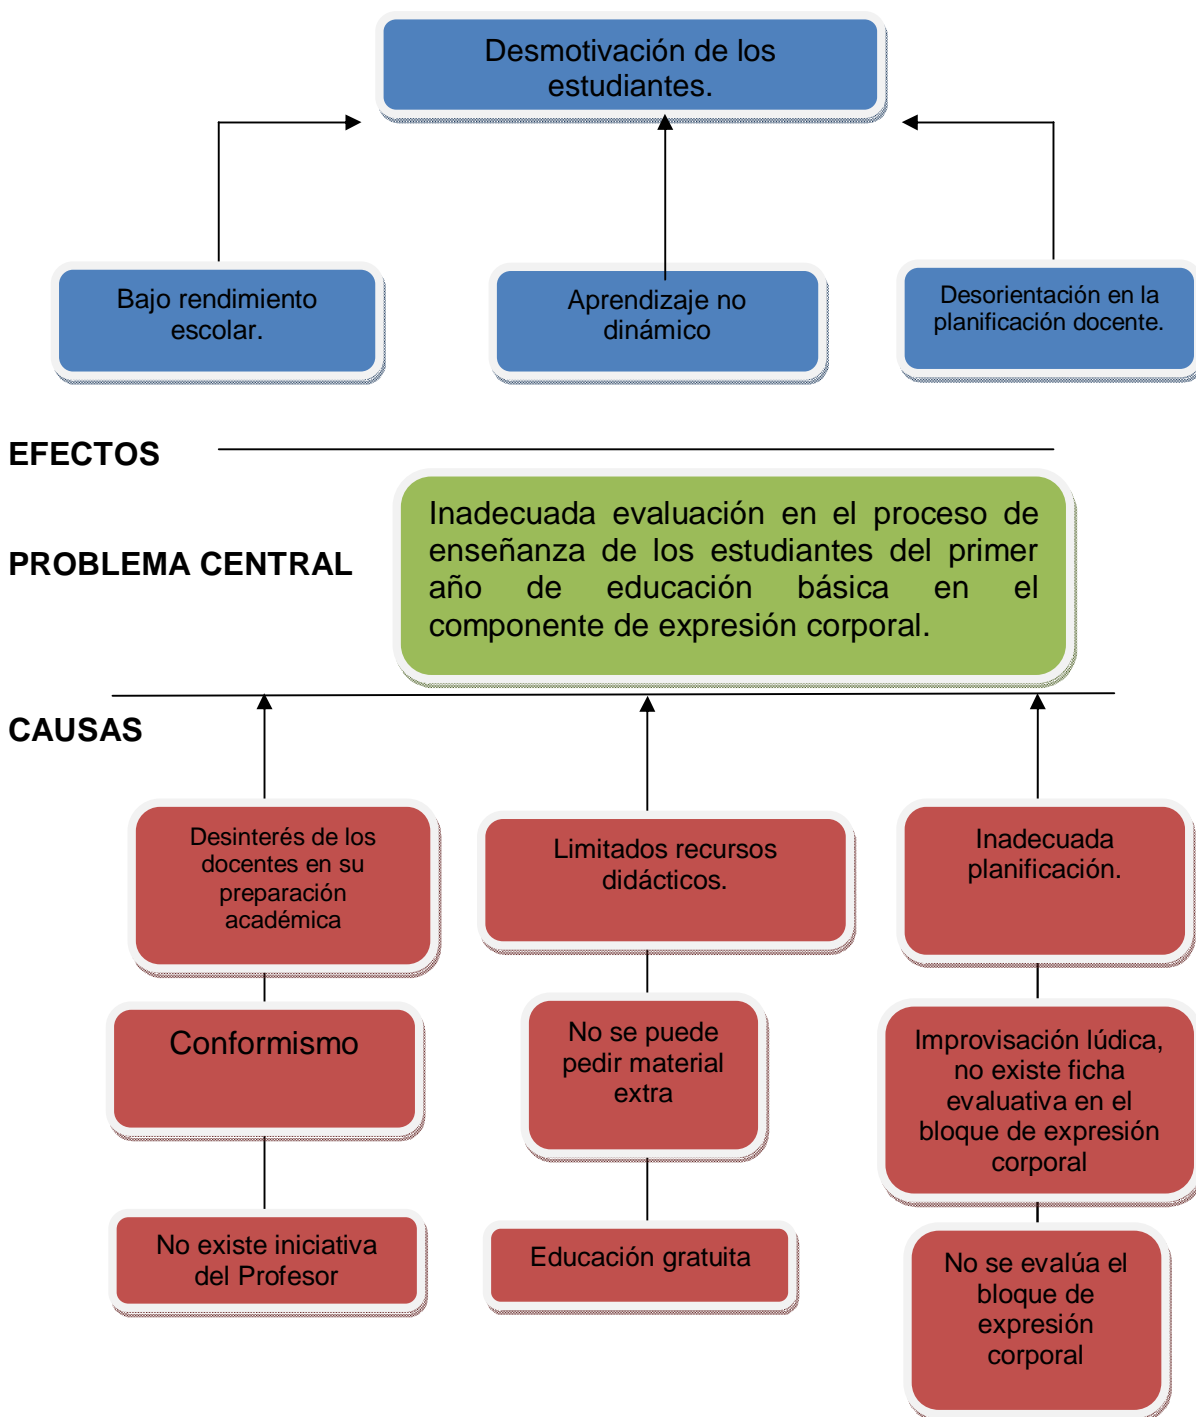 Desmotivación de los
estudiantes.
Bajo rendimiento
escolar.
Aprendizaje no
dinámico
Desorientación en la
planificación docente.
EFECTOS
PROBLEMA CENTRAL
Inadecuada evaluación en el proceso de
enseñanza de los estudiantes del primer
año de educación básica en el
componente de expresión corporal.
CAUSAS
Desinterés de los
docentes en su
preparación
académica
Limitados recursos
didácticos.
Inadecuada
planificación.
Conformismo
No se puede
pedir material
extra
Improvisación lúdica,
no existe ficha
evaluativa en el
bloque de expresión
corporal
No existe iniciativa
del Profesor
Educación gratuita
No se evalúa el
bloque de
expresión
corporal